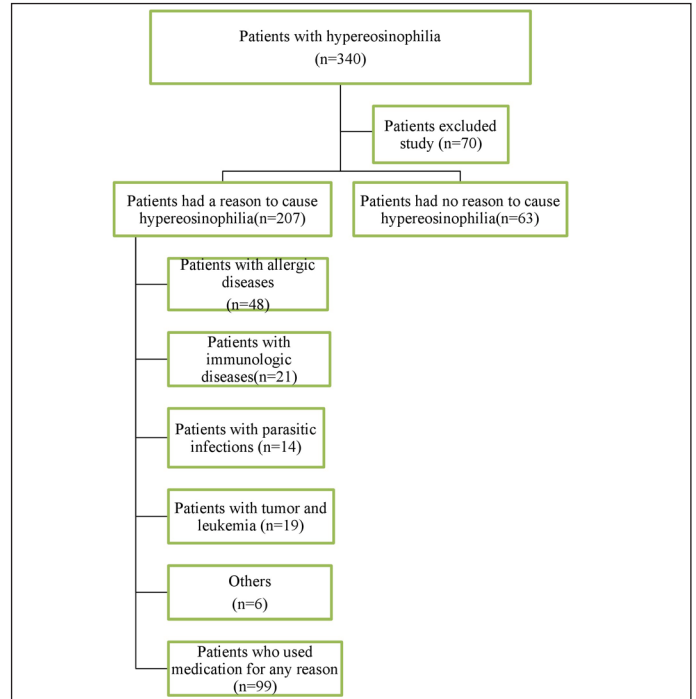 Patients with hypereosinophilia
(n=340)
Patients excluded
study (n=70)
Patients had a reason to cause
hypereosinophilia(n=207)
Patients had no reason to cause
hypereosinophilia(n=63)
Patients with allergic
diseases
(n=48)
Patients with
immunologic
diseases(n=21)
Patients with parasitic
infections (n=14)
Patients with tumor and
leukemia (n=19)
Others
(n=6)
Patients who used
medication for any reason
(n=99)